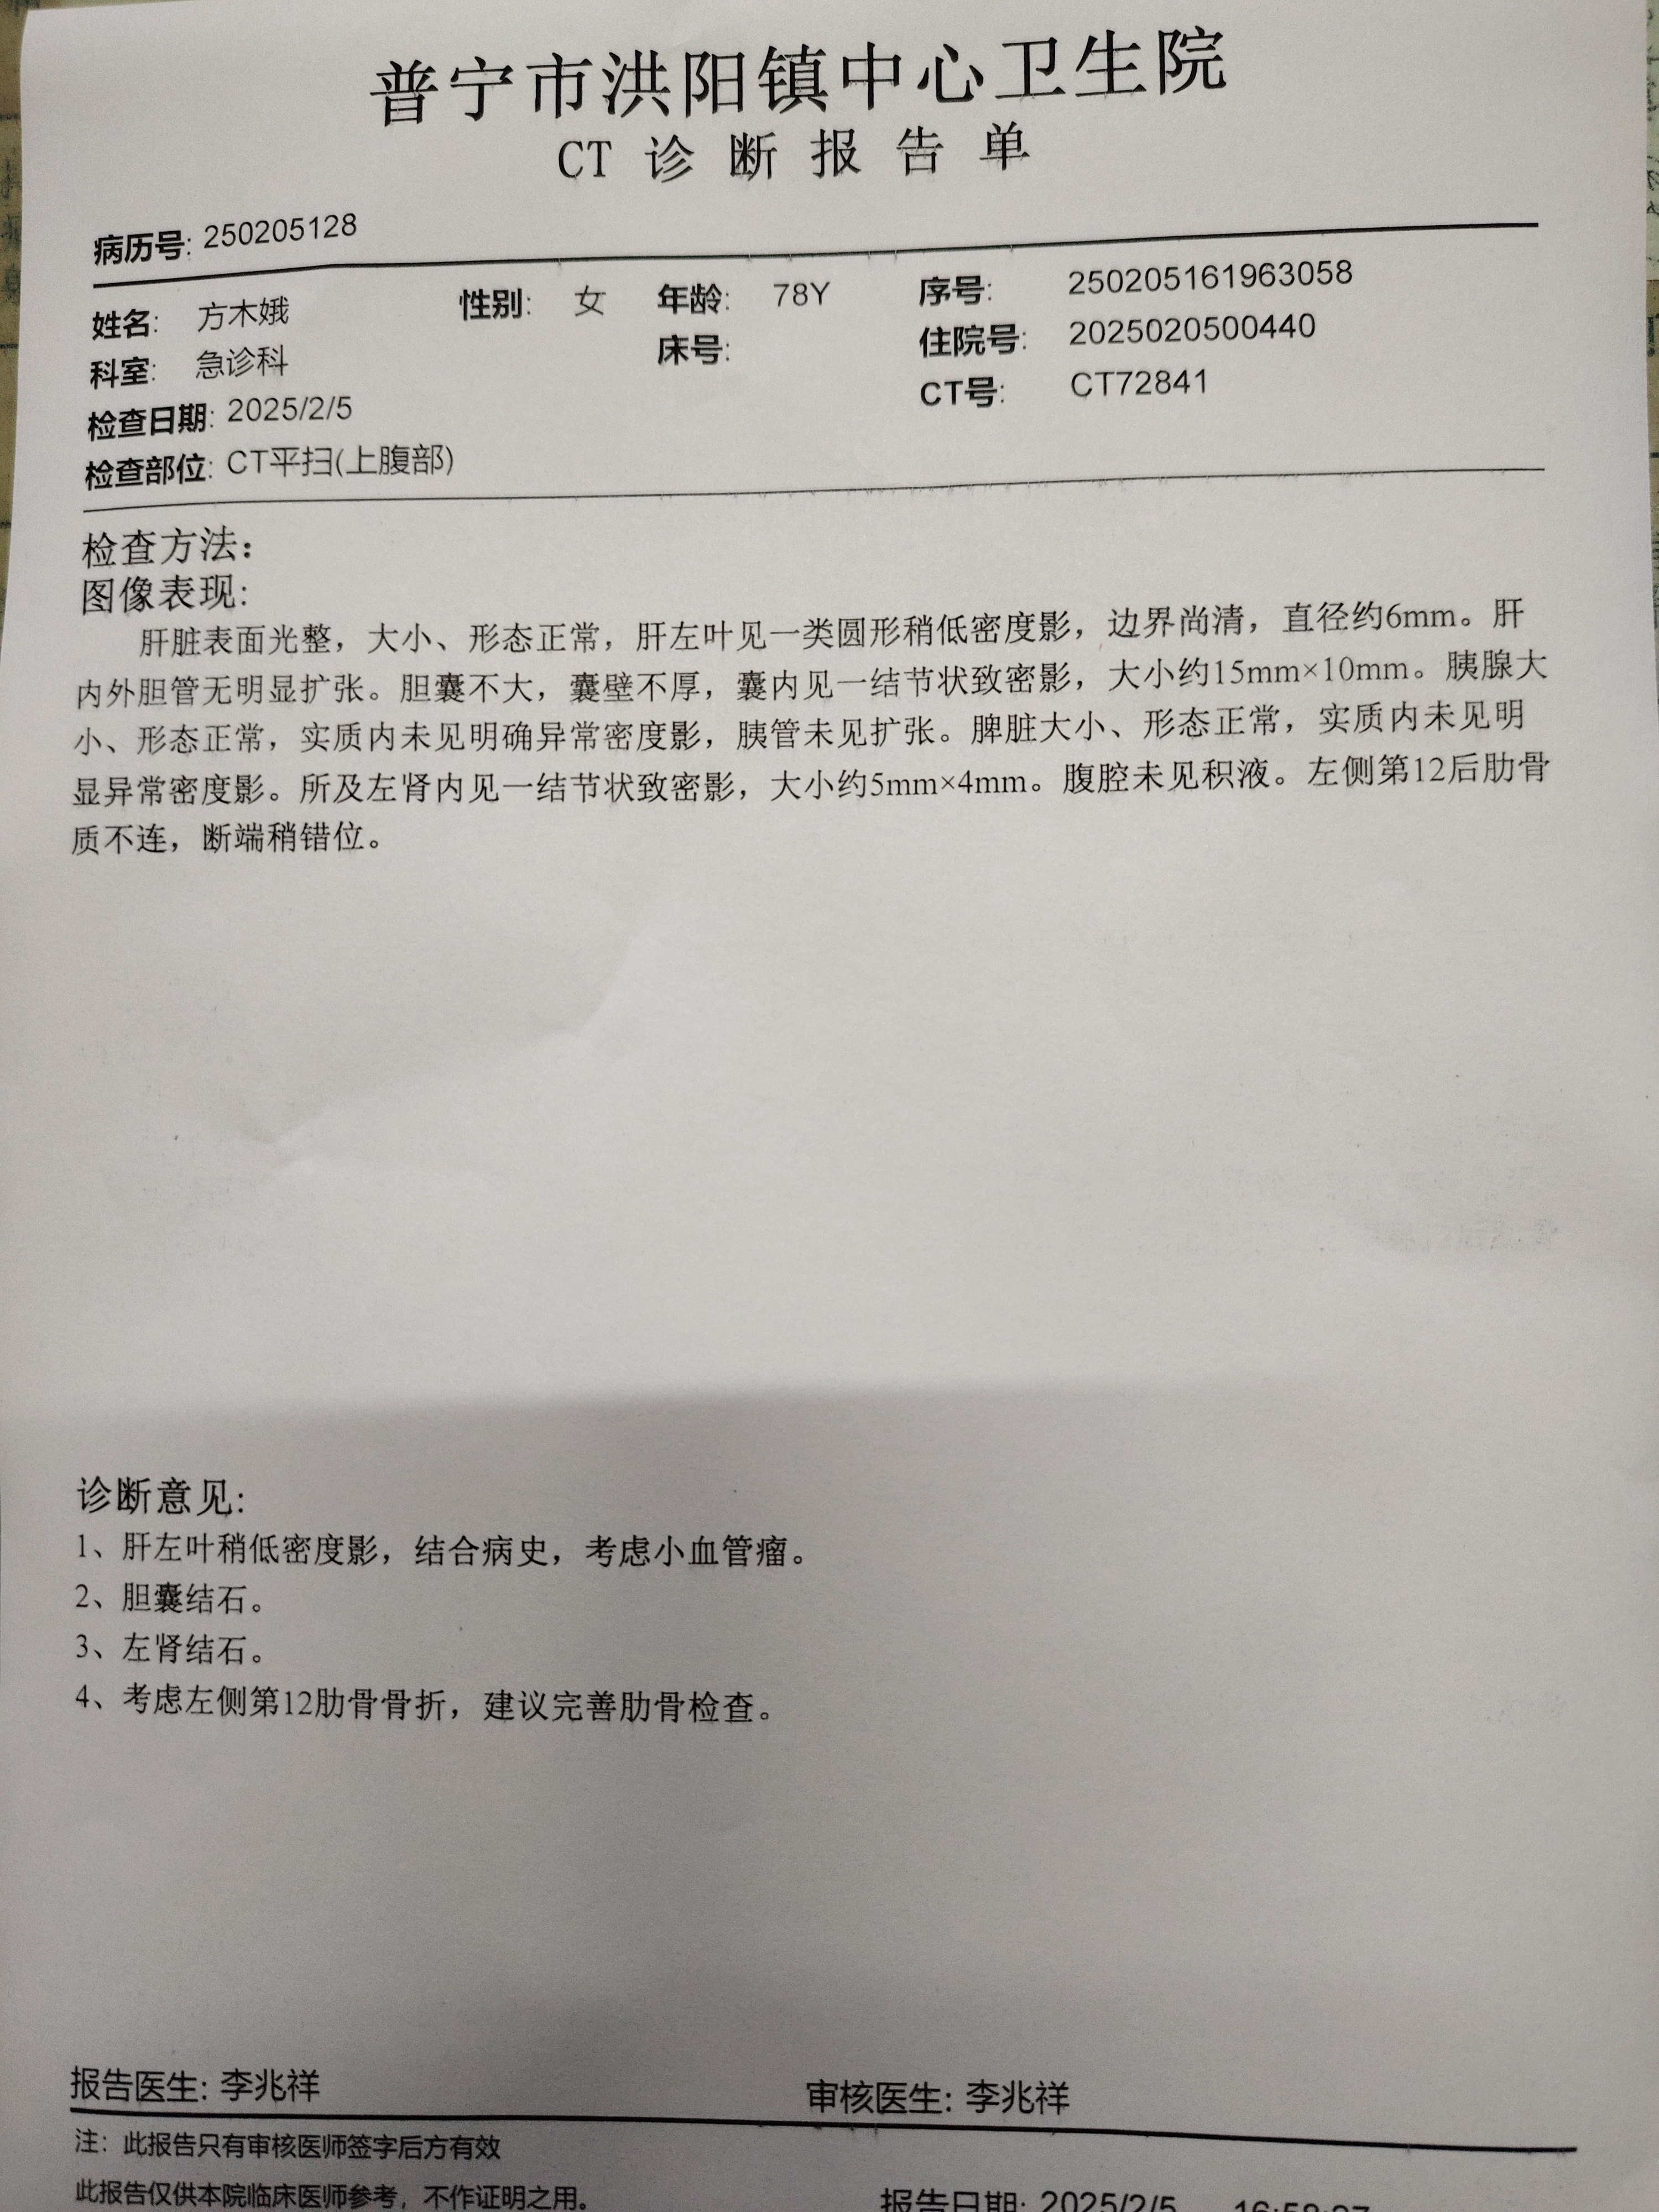 普宁市洪阳镇中心卫生院
CT 诊 断 报 告 单
病历号: 250205128
姓名: 方木娥 性别: 女 年龄: 78Y 序号: 250205161963058
科室: 急诊科 床号: 住院号: 2025020500440
检查日期: 2025/2/5 CT号: CT72841
检查部位: CT平扫(上腹部)
检查方法:
图像表现:
肝脏表面光整，大小、形态正常，肝左叶见一类圆形稍低密度影，边界尚清，直径约6mm。肝
内外胆管无明显扩张。胆囊不大，囊壁不厚，囊内见一结节状致密影，大小约15mm×10mm。胰腺大
小、形态正常，实质内未见明确异常密度影，胰管未见扩张。脾脏大小、形态正常，实质内未见明
显异常密度影。所及左肾内见一结节状致密影，大小约5mm×4mm。腹腔未见积液。左侧第12后肋骨
质不连，断端稍错位。
诊断意见:
1、肝左叶稍低密度影，结合病史，考虑小血管瘤。
2、胆囊结石。
3、左肾结石。
4、考虑左侧第12肋骨骨折，建议完善肋骨检查。
报告医生: 李兆祥 审核医生: 李兆祥
注: 此报告只有审核医师签字后方有效
此报告仅供本院临床医师参考，不作证明之用。 报告日期: 2025/2/5